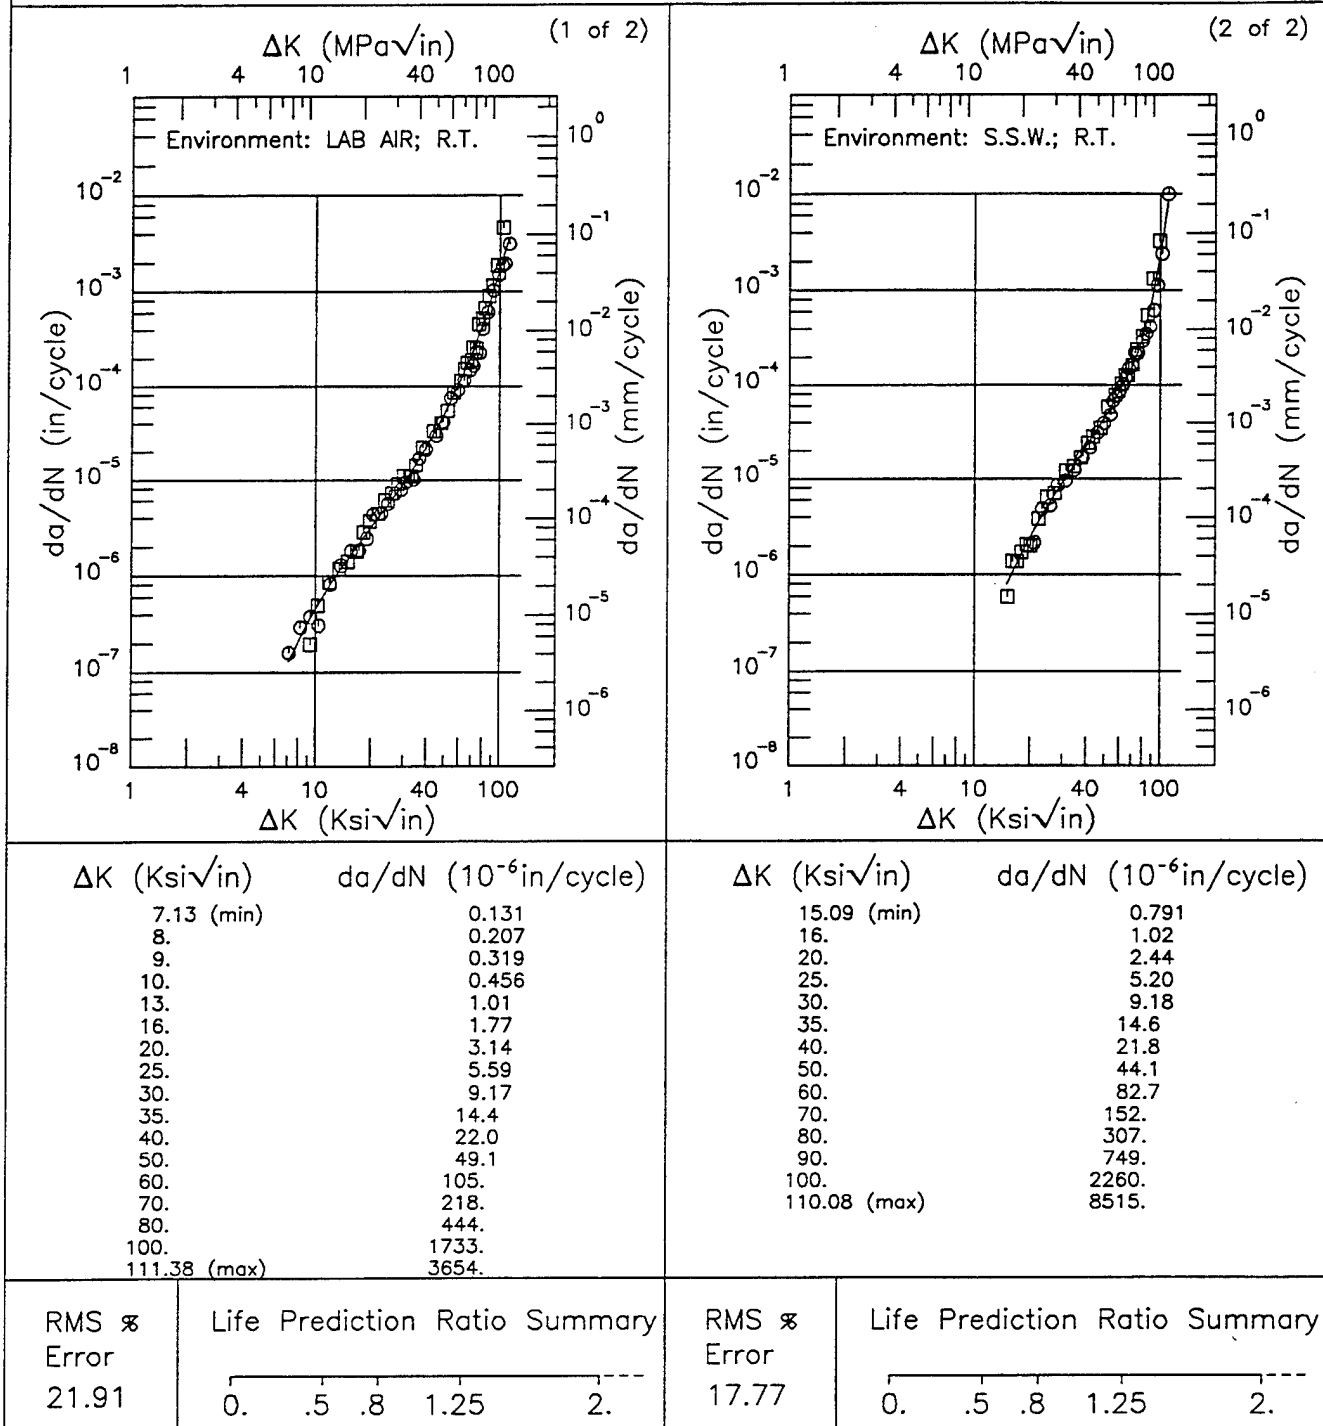 (1 of 2)
ΔK (MPa√in)
1 4 10 40 100
Environment: LAB AIR; R.T.
da/dN (in/cycle)
10⁻²
10⁻³
10⁻⁴
10⁻⁵
10⁻⁶
10⁻⁷
10⁻⁸
da/dN (mm/cycle)
10⁰
10⁻¹
10⁻²
10⁻³
10⁻⁴
10⁻⁵
10⁻⁶
1 4 10 40 100
ΔK (Ksi√in)
(2 of 2)
ΔK (MPa√in)
1 4 10 40 100
Environment: S.S.W.; R.T.
da/dN (in/cycle)
10⁻²
10⁻³
10⁻⁴
10⁻⁵
10⁻⁶
10⁻⁷
10⁻⁸
da/dN (mm/cycle)
10⁰
10⁻¹
10⁻²
10⁻³
10⁻⁴
10⁻⁵
10⁻⁶
1 4 10 40 100
ΔK (Ksi√in)
ΔK (Ksi√in) da/dN (10⁻⁶in/cycle)
7.13 (min) 0.131
8. 0.207
9. 0.319
10. 0.456
13. 1.01
16. 1.77
20. 3.14
25. 5.59
30. 9.17
35. 14.4
40. 22.0
50. 49.1
60. 105.
70. 218.
80. 444.
100. 1733.
111.38 (max) 3654.
ΔK (Ksi√in) da/dN (10⁻⁶in/cycle)
15.09 (min) 0.791
16. 1.02
20. 2.44
25. 5.20
30. 9.18
35. 14.6
40. 21.8
50. 44.1
60. 82.7
70. 152.
80. 307.
90. 749.
100. 2260.
110.08 (max) 8515.
RMS %
Error
21.91
Life Prediction Ratio Summary
0. .5 .8 1.25 2.
RMS %
Error
17.77
Life Prediction Ratio Summary
0. .5 .8 1.25 2.